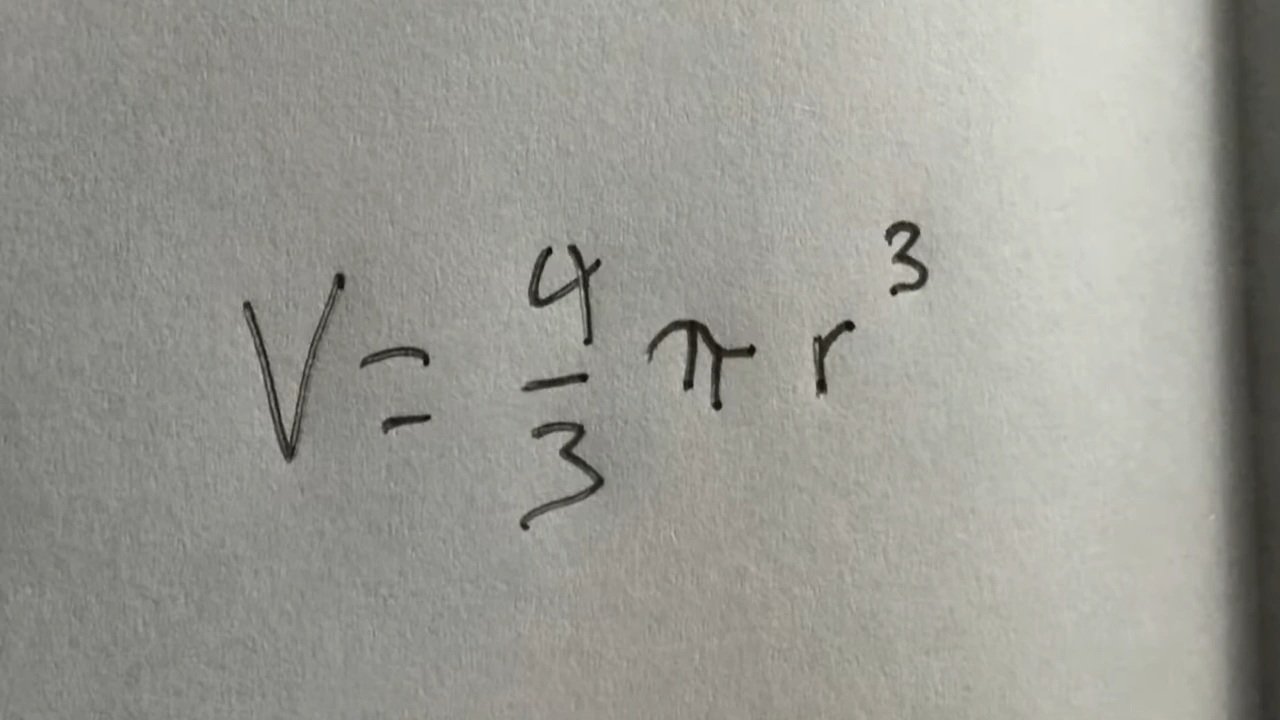 V = 4/3 π r³